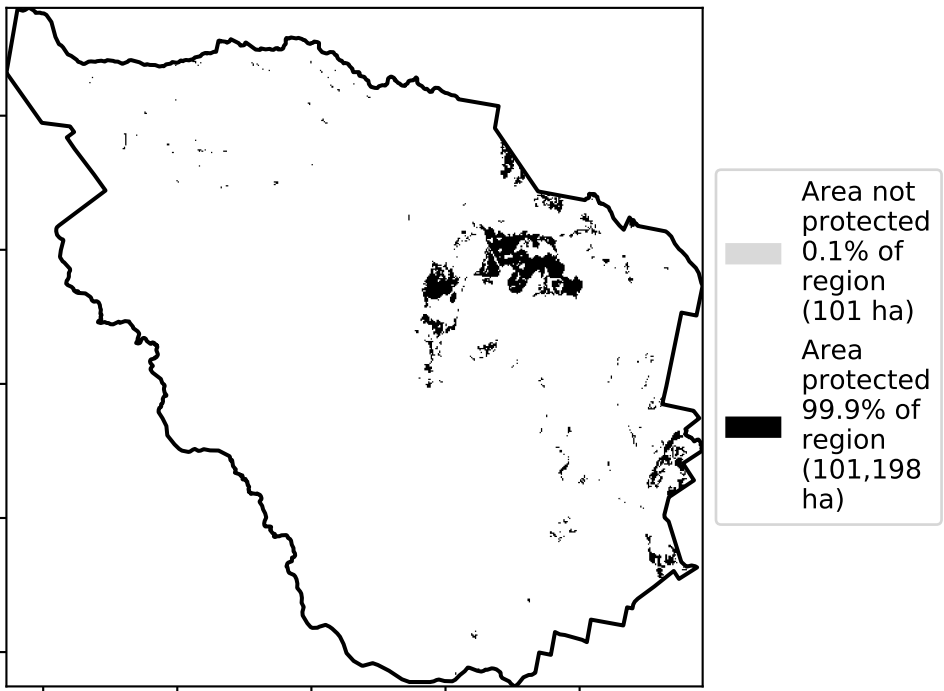 Area not
protected
0.1% of
region
(101 ha)
Area
protected
99.9% of
region
(101,198
ha)